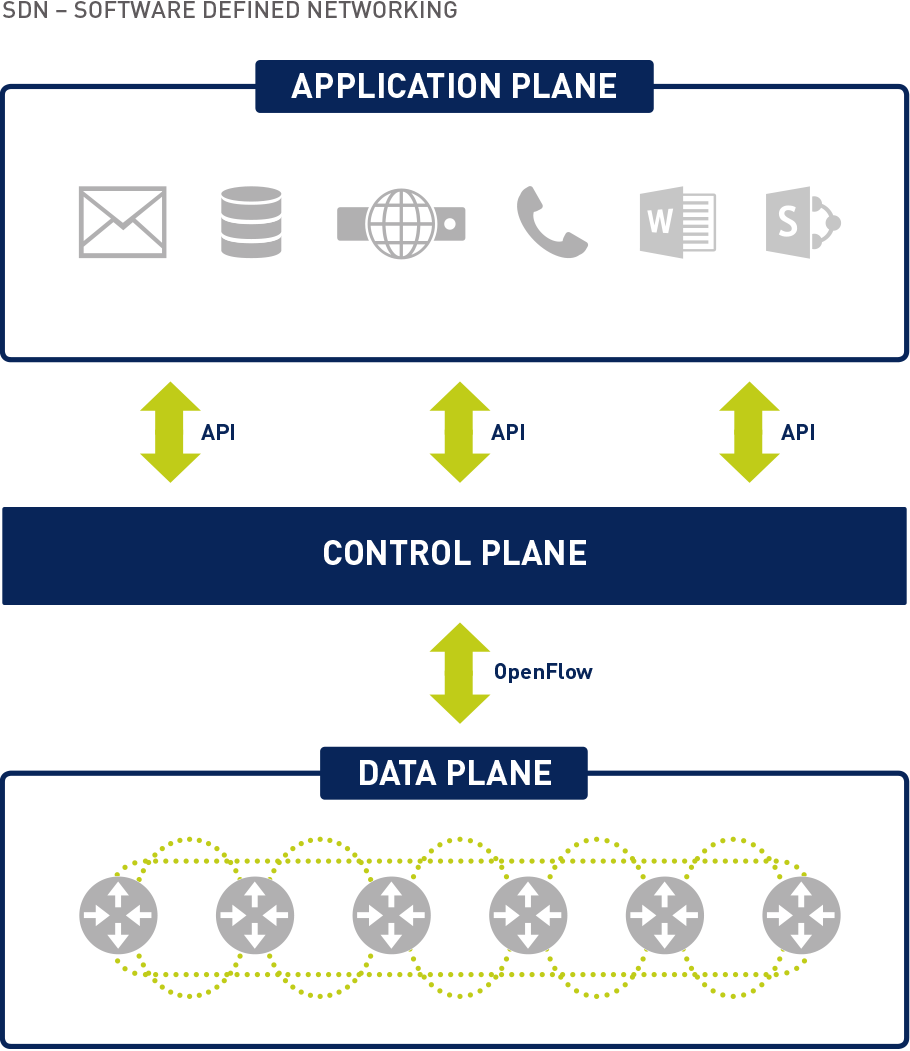 SDN – SOFTWARE DEFINED NETWORKING
APPLICATION PLANE
W
S
API
API
API
CONTROL PLANE
OpenFlow
DATA PLANE